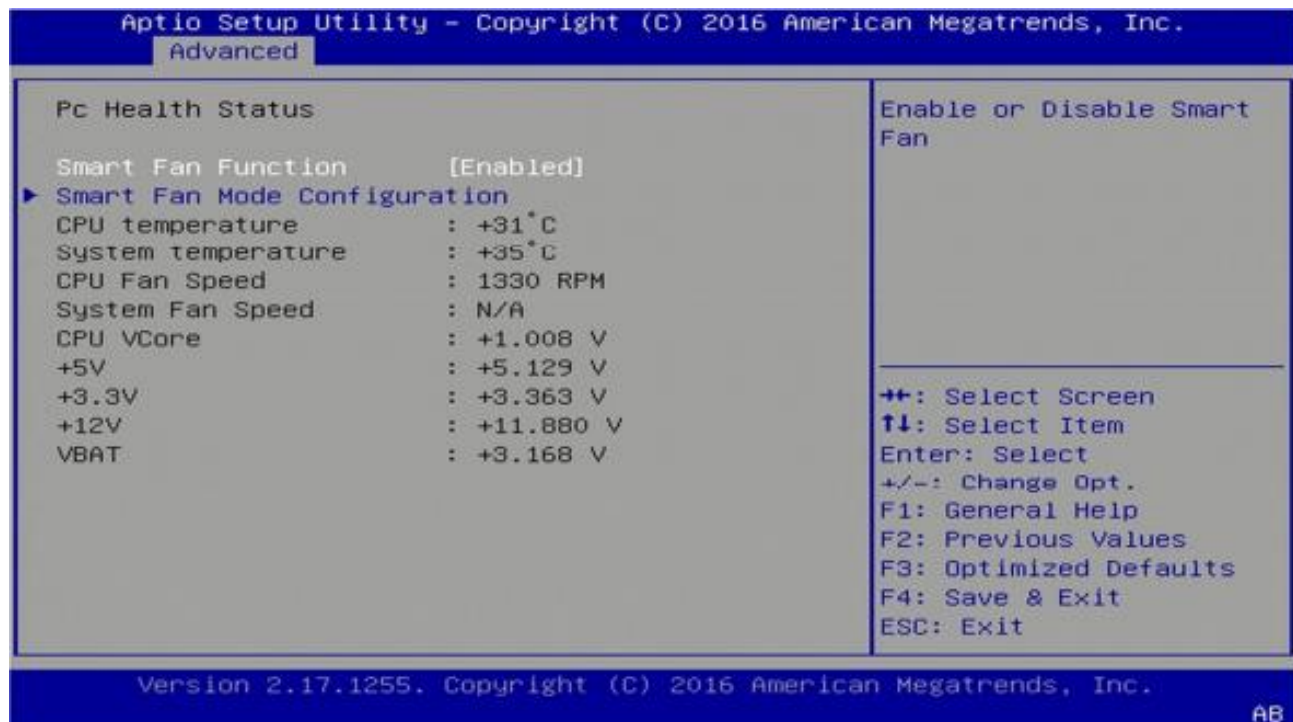 Aptio Setup Utility – Copyright (C) 2016 American Megatrends, Inc.
Advanced
Pc Health Status
Smart Fan Function [Enabled]
► Smart Fan Mode Configuration
CPU temperature : +31°C
System temperature : +35°C
CPU Fan Speed : 1330 RPM
System Fan Speed : N/A
CPU VCore : +1.008 V
+5V : +5.129 V
+3.3V : +3.363 V
+12V : +11.880 V
VBAT : +3.168 V
Enable or Disable Smart
Fan
→←: Select Screen
↑↓: Select Item
Enter: Select
+/-: Change Opt.
F1: General Help
F2: Previous Values
F3: Optimized Defaults
F4: Save & Exit
ESC: Exit
Version 2.17.1255. Copyright (C) 2016 American Megatrends, Inc.
AB